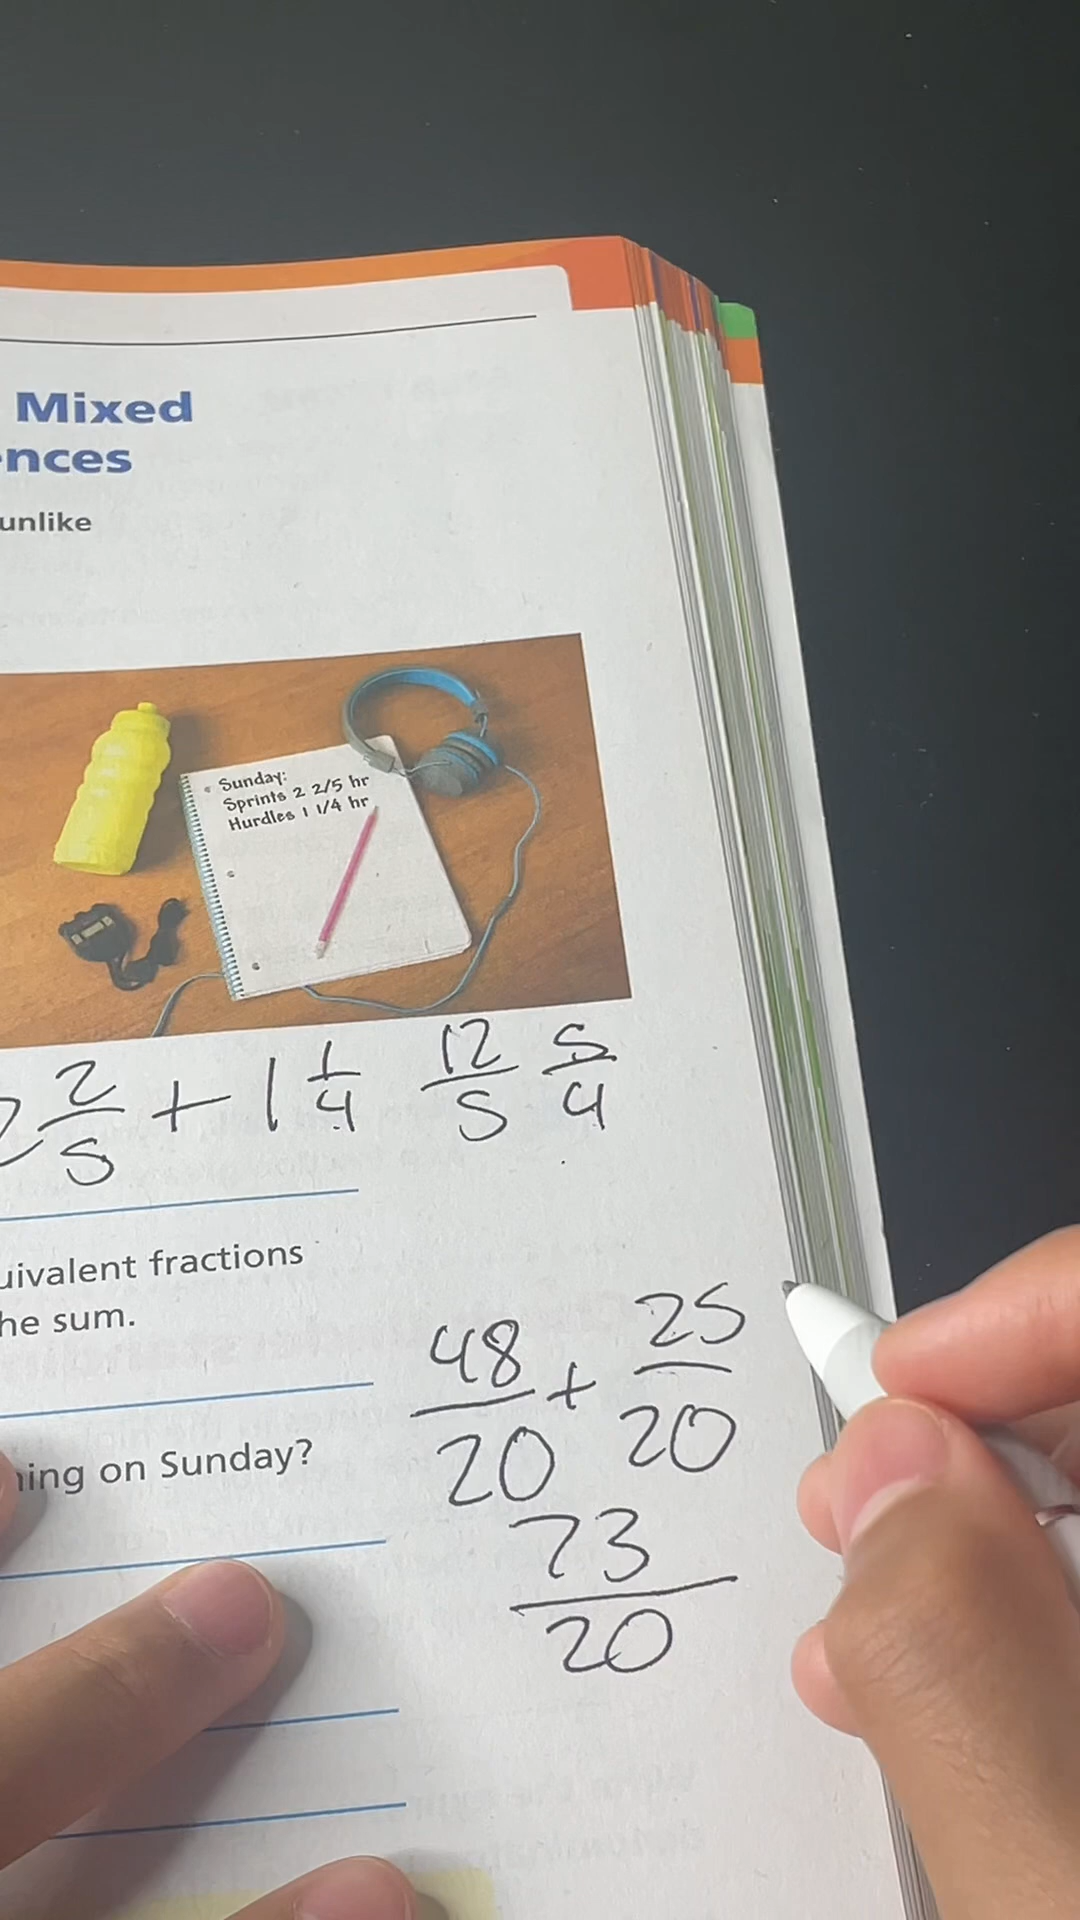 Mixed
nces
unlike
Sunday:
Sprints 2 2/5 hr
Hurdles 1 1/4 hr
2 2/5 + 1 1/4 12/5 5/4
uivalent fractions
he sum.
48/20 + 25/20
ning on Sunday?
73/20